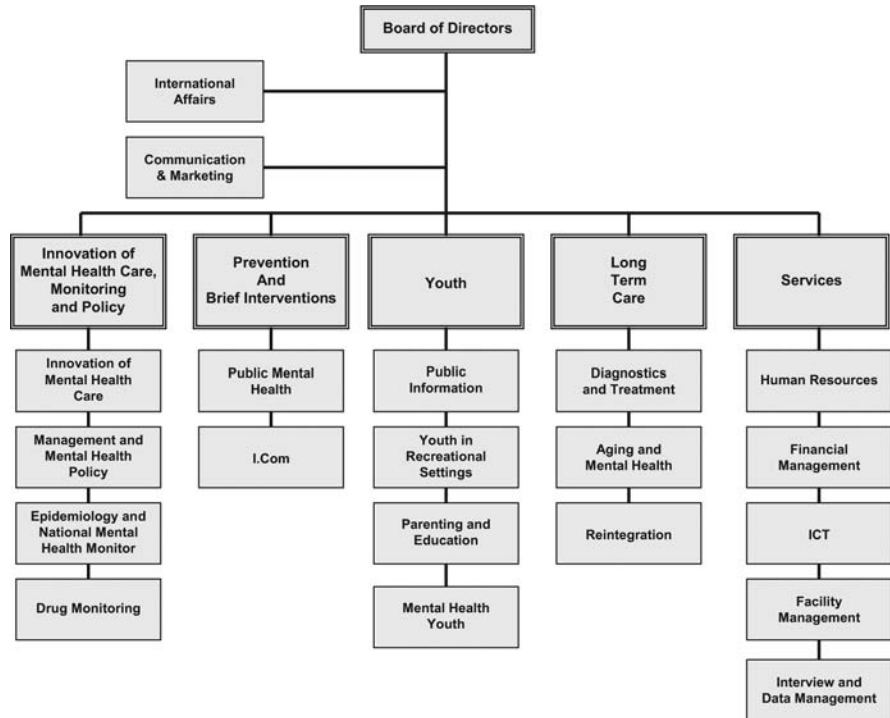 Board of Directors
International
Affairs
Communication
& Marketing
Innovation of
Mental Health Care,
Monitoring
and Policy
Prevention
And
Brief Interventions
Youth
Long
Term
Care
Services
Innovation of
Mental Health
Care
Management and
Mental Health
Policy
Epidemiology and
National Mental
Health Monitor
Drug Monitoring
Public Mental
Health
I.Com
Public
Information
Youth in
Recreational
Settings
Parenting and
Education
Mental Health
Youth
Diagnostics
and Treatment
Aging and
Mental Health
Reintegration
Human Resources
Financial
Management
ICT
Facility
Management
Interview and
Data Management